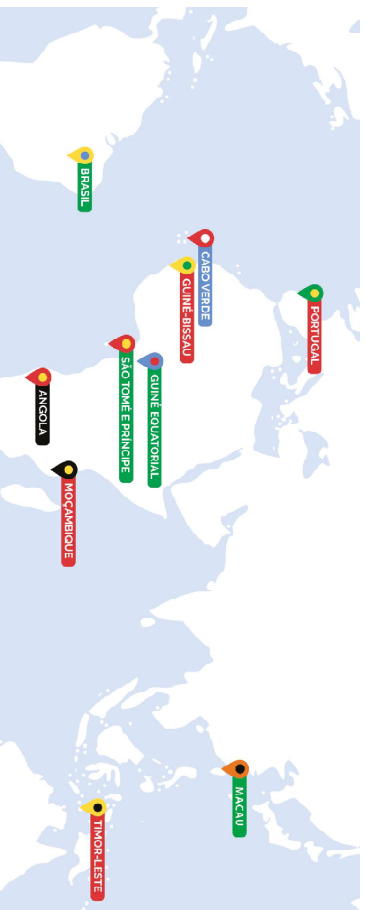 PORTUGAL
CABO VERDE
GUINÉ-BISSAU
GUINÉ EQUATORIAL
SÃO TOMÉ E PRÍNCIPE
BRASIL
ANGOLA
MOÇAMBIQUE
MACAU
TIMOR-LESTE